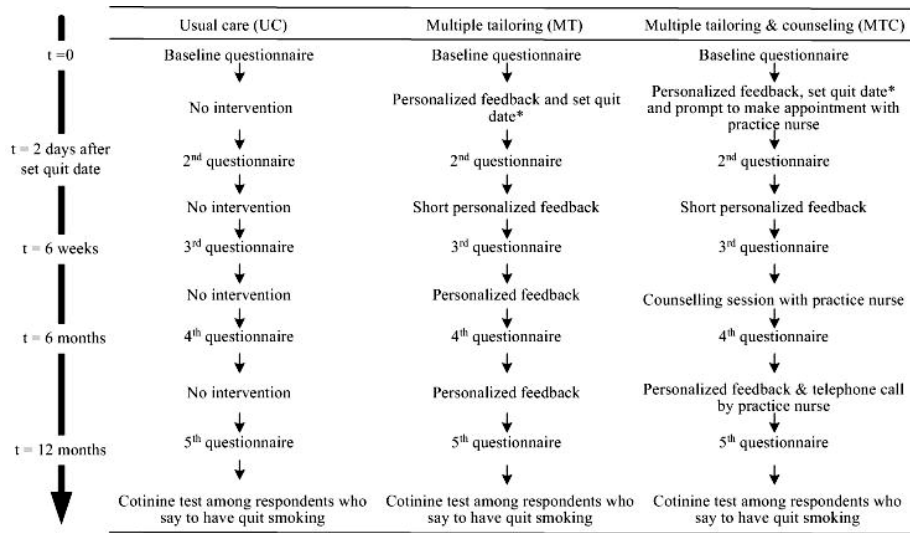 Usual care (UC) Multiple tailoring (MT) Multiple tailoring & counseling (MTC)
t =0 Baseline questionnaire Baseline questionnaire Baseline questionnaire
No intervention
Personalized feedback and set quit
date*
Personalized feedback, set quit date*
and prompt to make appointment with
practice nurse
t = 2 days after
set quit date
2nd questionnaire 2nd questionnaire 2nd questionnaire
No intervention Short personalized feedback Short personalized feedback
t = 6 weeks 3rd questionnaire 3rd questionnaire 3rd questionnaire
No intervention Personalized feedback Counselling session with practice nurse
t = 6 months 4th questionnaire 4th questionnaire 4th questionnaire
No intervention Personalized feedback Personalized feedback & telephone call
by practice nurse
t = 12 months 5th questionnaire 5th questionnaire 5th questionnaire
Cotinine test among respondents who Cotinine test among respondents who Cotinine test among respondents who
say to have quit smoking say to have quit smoking say to have quit smoking